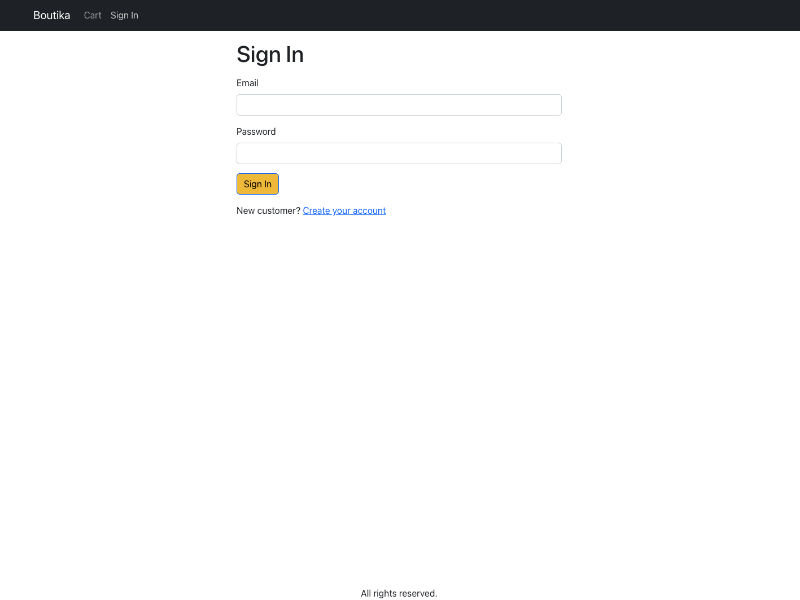 Boutika Cart Sign In
Sign In
Email
Password
Sign In
New customer? Create your account
All rights reserved.